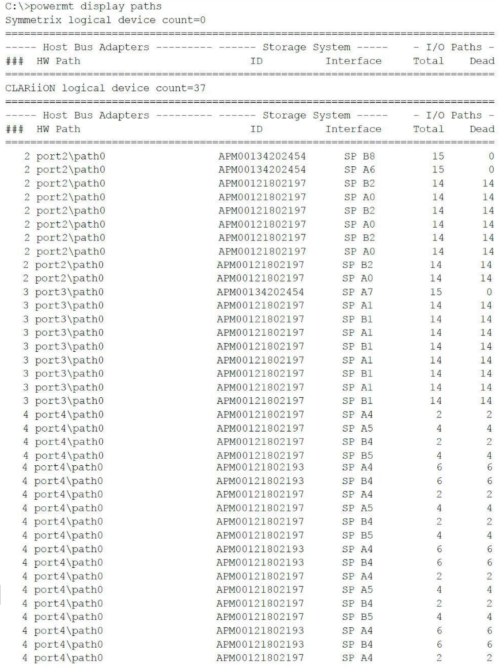 C:\>powermt display paths
Symmetrix logical device count=0
==============================================================================
----- Host Bus Adapters --------- ------ Storage System ----- - I/O Paths -
### HW Path ID Interface Total Dead
==============================================================================
CLARiiON logical device count=37
==============================================================================
----- Host Bus Adapters --------- ------ Storage System ----- - I/O Paths -
### HW Path ID Interface Total Dead
==============================================================================
2 port2\path0 APM00134202454 SP B8 15 0
2 port2\path0 APM00134202454 SP A6 15 0
2 port2\path0 APM00121802197 SP B2 14 14
2 port2\path0 APM00121802197 SP A0 14 14
2 port2\path0 APM00121802197 SP B2 14 14
2 port2\path0 APM00121802197 SP A0 14 14
2 port2\path0 APM00121802197 SP B2 14 14
2 port2\path0 APM00121802197 SP A0 14 14
2 port2\path0 APM00121802197 SP B2 14 14
2 port2\path0 APM00121802197 SP A0 14 14
3 port3\path0 APM00134202454 SP A7 15 0
3 port3\path0 APM00121802197 SP A1 14 14
3 port3\path0 APM00121802197 SP B1 14 14
3 port3\path0 APM00121802197 SP A1 14 14
3 port3\path0 APM00121802197 SP B1 14 14
3 port3\path0 APM00121802197 SP A1 14 14
3 port3\path0 APM00121802197 SP B1 14 14
3 port3\path0 APM00121802197 SP A1 14 14
3 port3\path0 APM00121802197 SP B1 14 14
4 port4\path0 APM00121802197 SP A4 2 2
4 port4\path0 APM00121802197 SP A5 4 4
4 port4\path0 APM00121802197 SP B4 2 2
4 port4\path0 APM00121802197 SP B5 4 4
4 port4\path0 APM00121802193 SP A4 6 6
4 port4\path0 APM00121802193 SP B4 6 6
4 port4\path0 APM00121802197 SP A4 2 2
4 port4\path0 APM00121802197 SP A5 4 4
4 port4\path0 APM00121802197 SP B4 2 2
4 port4\path0 APM00121802197 SP B5 4 4
4 port4\path0 APM00121802193 SP A4 6 6
4 port4\path0 APM00121802193 SP B4 6 6
4 port4\path0 APM00121802197 SP A4 2 2
4 port4\path0 APM00121802197 SP A5 4 4
4 port4\path0 APM00121802197 SP B4 2 2
4 port4\path0 APM00121802197 SP B5 4 4
4 port4\path0 APM00121802193 SP A4 6 6
4 port4\path0 APM00121802193 SP B4 6 6
4 port4\path0 APM00121802197 SP A4 2 2